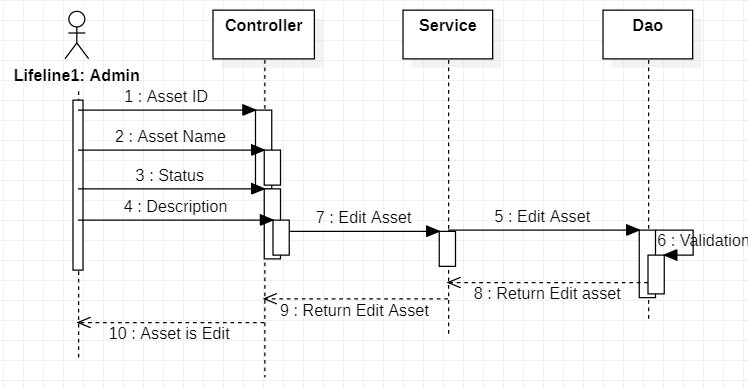 Controller
Service
Dao
Lifeline1: Admin
1 : Asset ID
2 : Asset Name
3 : Status
4 : Description
7 : Edit Asset
5 : Edit Asset
6 : Validation
8 : Return Edit asset
9 : Return Edit Asset
10 : Asset is Edit